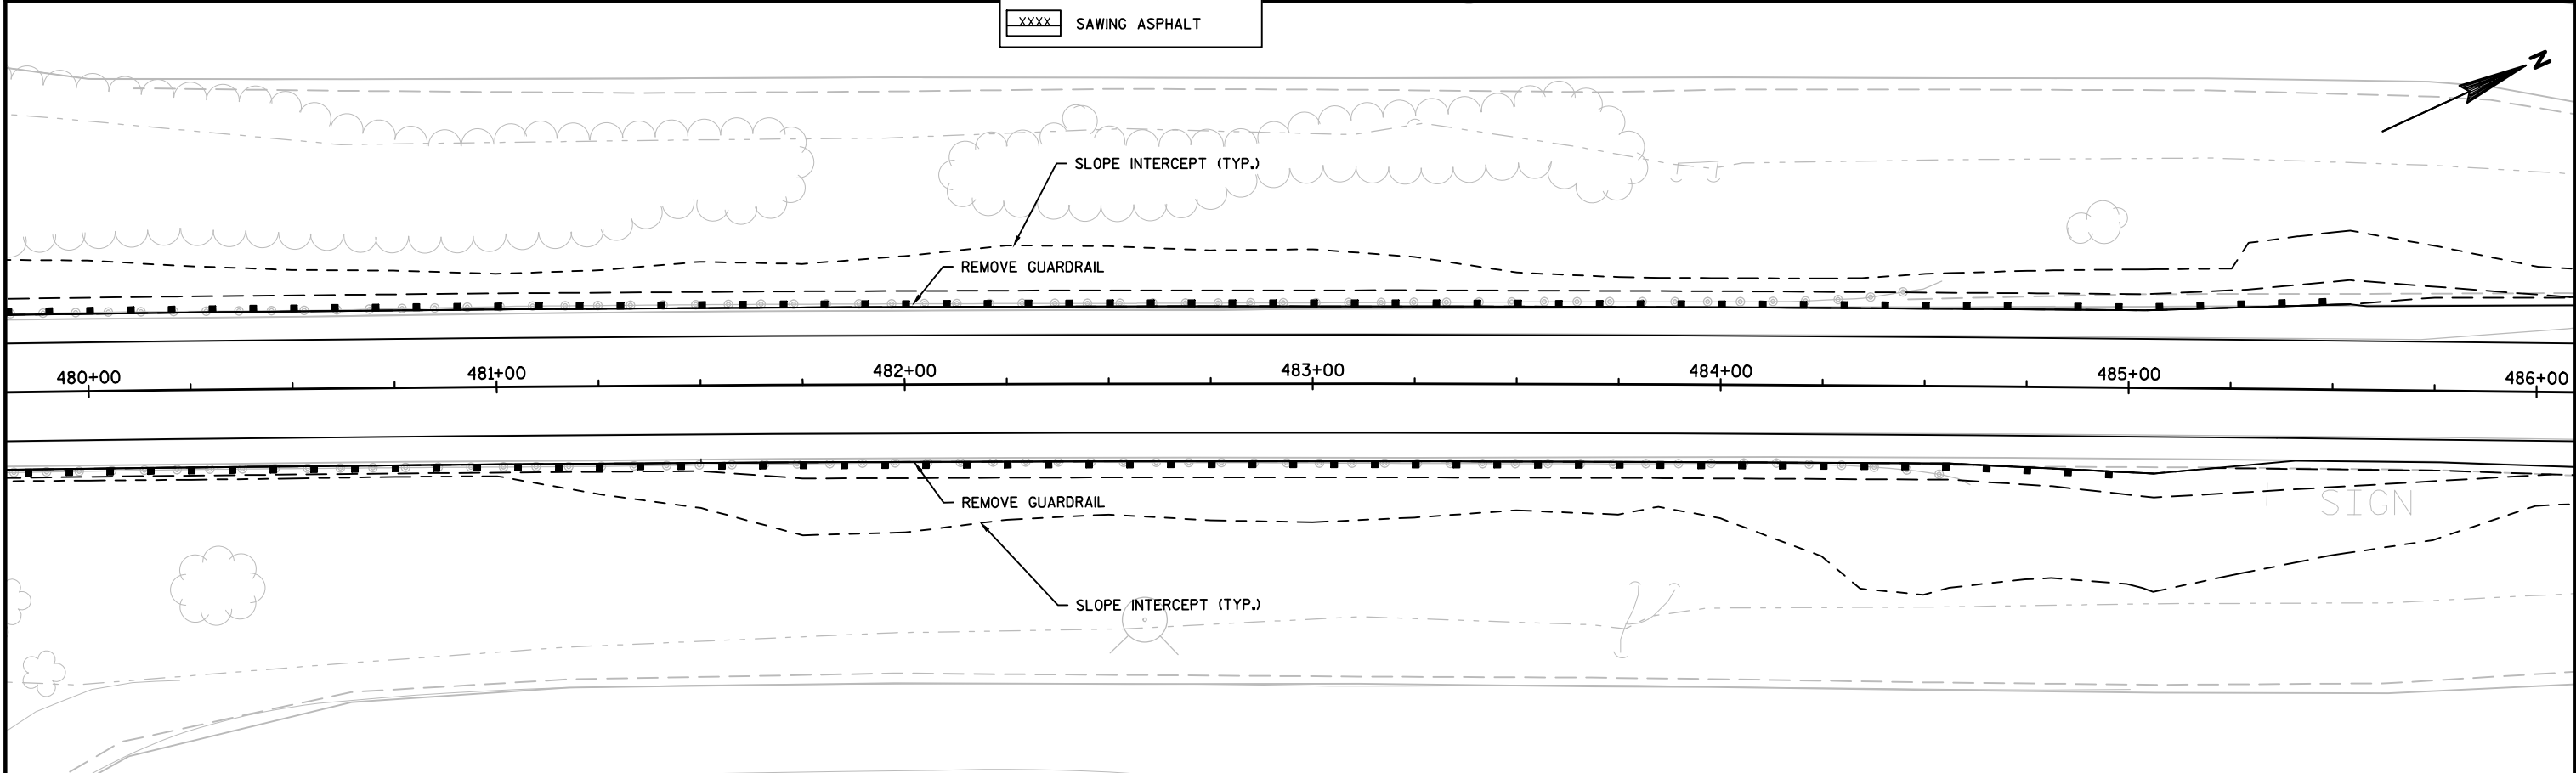 XXXX SAWING ASPHALT
N
SLOPE INTERCEPT (TYP.)
REMOVE GUARDRAIL
480+00 481+00 482+00 483+00 484+00 485+00 486+00
REMOVE GUARDRAIL
SIGN
SLOPE INTERCEPT (TYP.)